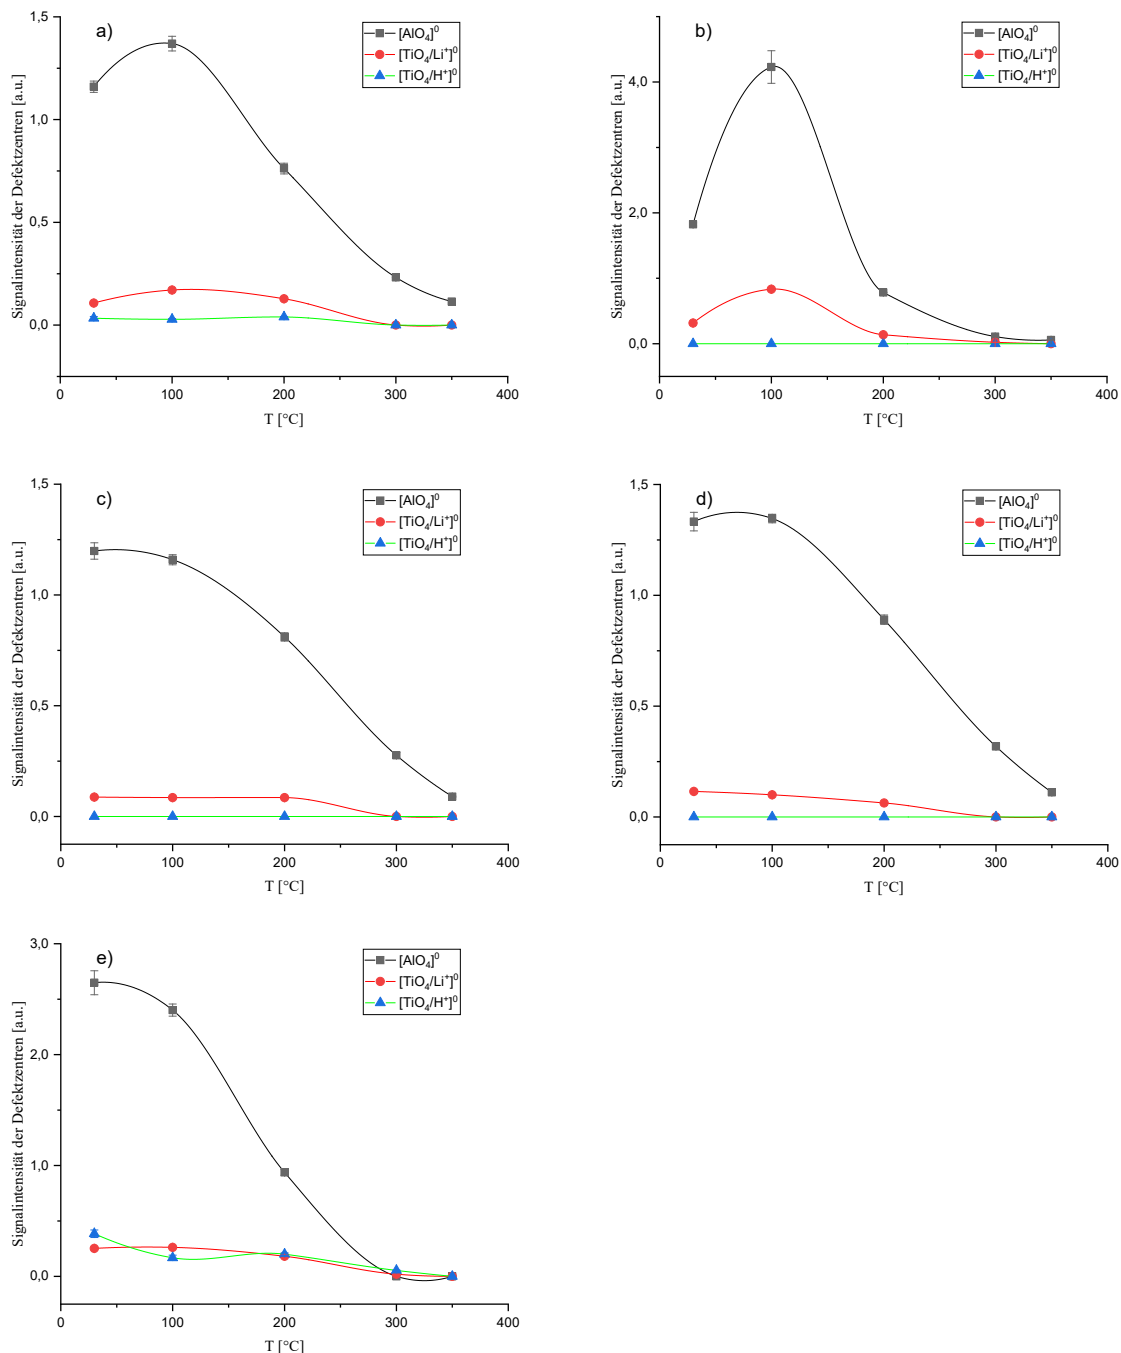 a)
[AlO₄]⁰
[TiO₄/Li⁺]⁰
[TiO₄/H⁺]⁰
Signalintensität der Defektzentren [a.u.]
1,5
1,0
0,5
0,0
0 100 200 300 400
T [°C]
b)
[AlO₄]⁰
[TiO₄/Li⁺]⁰
[TiO₄/H⁺]⁰
Signalintensität der Defektzentren [a.u.]
4,0
2,0
0,0
0 100 200 300 400
T [°C]
c)
[AlO₄]⁰
[TiO₄/Li⁺]⁰
[TiO₄/H⁺]⁰
Signalintensität der Defektzentren [a.u.]
1,5
1,0
0,5
0,0
0 100 200 300 400
T [°C]
d)
[AlO₄]⁰
[TiO₄/Li⁺]⁰
[TiO₄/H⁺]⁰
Signalintensität der Defektzentren [a.u.]
1,5
1,0
0,5
0,0
0 100 200 300 400
T [°C]
e)
[AlO₄]⁰
[TiO₄/Li⁺]⁰
[TiO₄/H⁺]⁰
Signalintensität der Defektzentren [a.u.]
3,0
2,0
1,0
0,0
0 100 200 300 400
T [°C]